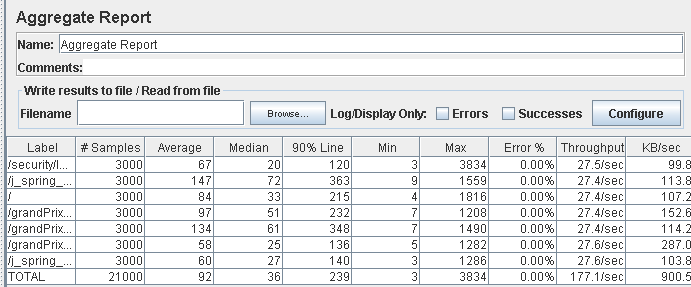 Aggregate Report
Name: Aggregate Report
Comments:
Write results to file / Read from file
Filename Browse... Log/Display Only: Errors Successes Configure
Label # Samples Average Median 90% Line Min Max Error % Throughput KB/sec
/security/l... 3000 67 20 120 3 3834 0.00% 27.5/sec 99.8
/j_spring_... 3000 147 72 363 9 1559 0.00% 27.4/sec 113.8
/ 3000 84 33 215 4 1816 0.00% 27.4/sec 107.2
/grandPrix... 3000 97 51 232 7 1208 0.00% 27.4/sec 152.6
/grandPrix... 3000 134 61 348 7 1490 0.00% 27.4/sec 114.2
/grandPrix... 3000 58 25 136 5 1282 0.00% 27.6/sec 287.0
/j_spring_... 3000 60 27 140 3 1286 0.00% 27.6/sec 103.8
TOTAL 21000 92 36 239 3 3834 0.00% 177.1/sec 900.5